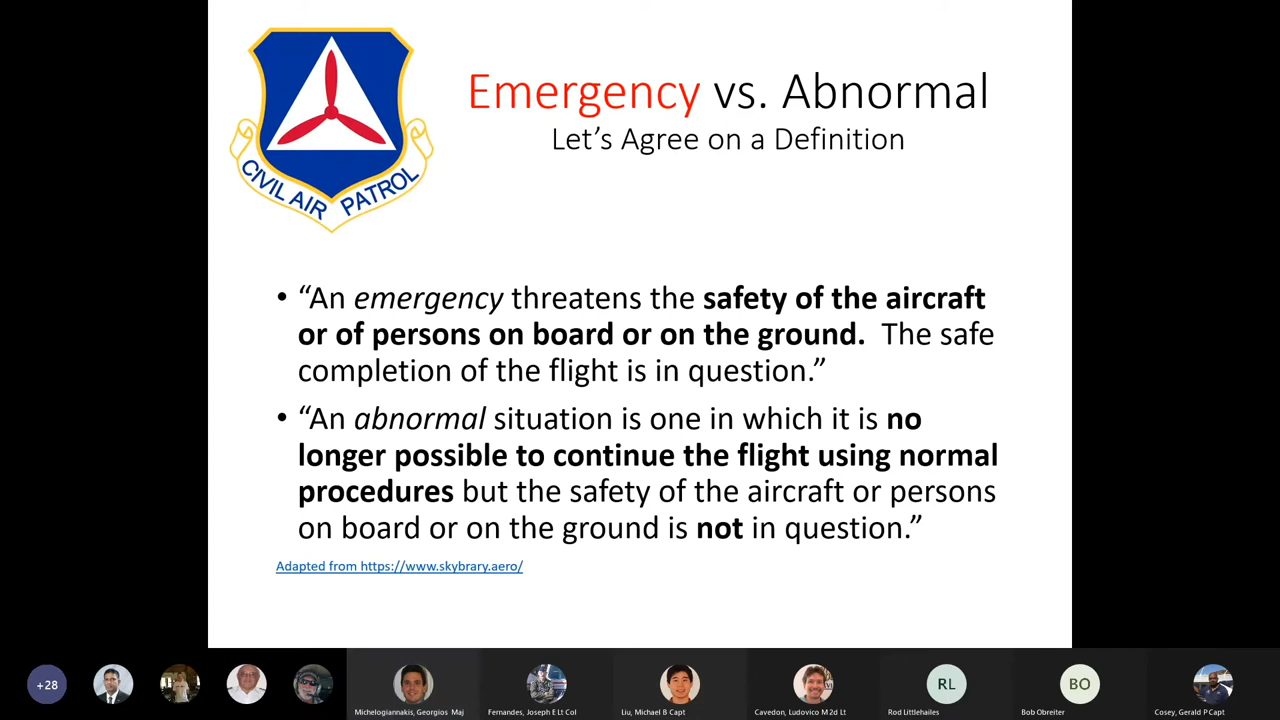 CIVIL AIR PATROL
Emergency vs. Abnormal
Let's Agree on a Definition
• “An emergency threatens the safety of the aircraft
or of persons on board or on the ground. The safe
completion of the flight is in question.”
• “An abnormal situation is one in which it is no
longer possible to continue the flight using normal
procedures but the safety of the aircraft or persons
on board or on the ground is not in question.”
Adapted from https://www.skybrary.aero/
+28
RL
BO
Michelogiannakis, Georgios Maj
Fernandes, Joseph E Lt Col
Liu, Michael B Capt
Cavedon, Ludovico M 2d Lt
Rod Littlehailes
Bob Obreiter
Cosey, Gerald P Capt